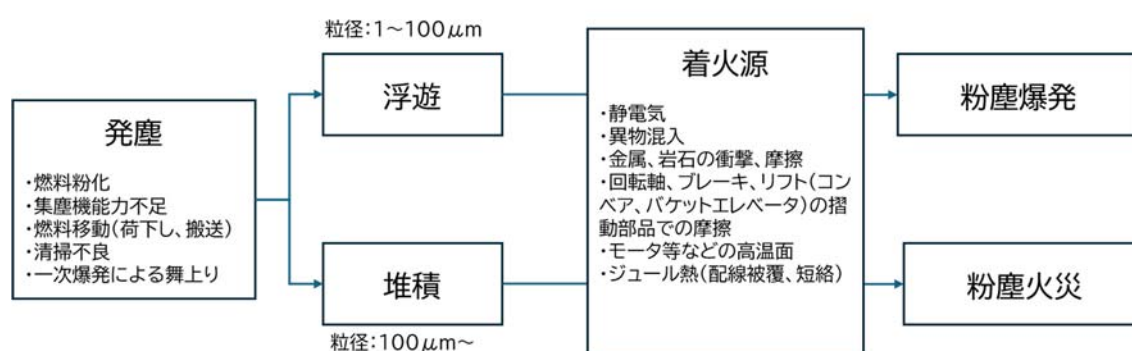 発塵
・燃料粉化
・集塵機能力不足
・燃料移動(荷下し、搬送)
・清掃不良
・一次爆発による舞上り
粒径:1〜100μm
浮遊
堆積
粒径:100μm〜
着火源
・静電気
・異物混入
・金属、岩石の衝撃、摩擦
・回転軸、ブレーキ、リフト(コン
ベア、バケットエレベータ)の摺
動部品での摩擦
・モータ等などの高温面
・ジュール熱(配線被覆、短絡)
粉塵爆発
粉塵火災